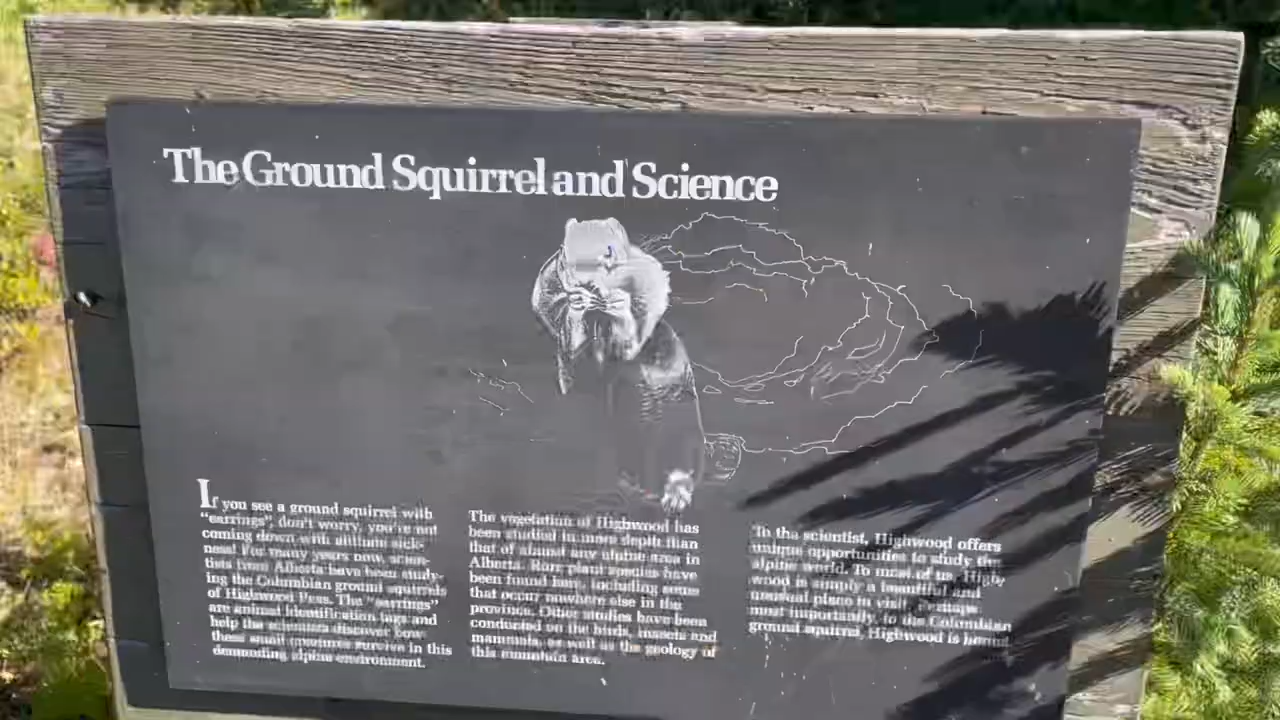 The Ground Squirrel and Science
If you see a ground squirrel with
"earrings", don't worry, you're not
coming down with altitude sick-
ness! For many years now, scien-
tists from Alberta have been study-
ing the Columbian ground squirrels
of Highwood Pass. The "earrings"
are animal identification tags and
help the scientists discover how
these small creatures survive in this
demanding alpine environment.
The vegetation of Highwood has
been studied in more depth than
that of almost any alpine area in
Alberta. Rare plant species have
been found here, including some
that occur nowhere else in the
province. Other studies have been
conducted on the birds, insects and
mammals, as well as the geology of
this mountain area.
To the scientist, Highwood offers
unique opportunities to study the
alpine world. To most of us, High-
wood is simply a beautiful and
unusual place to visit. Perhaps
most importantly, to the Columbian
ground squirrel, Highwood is home!